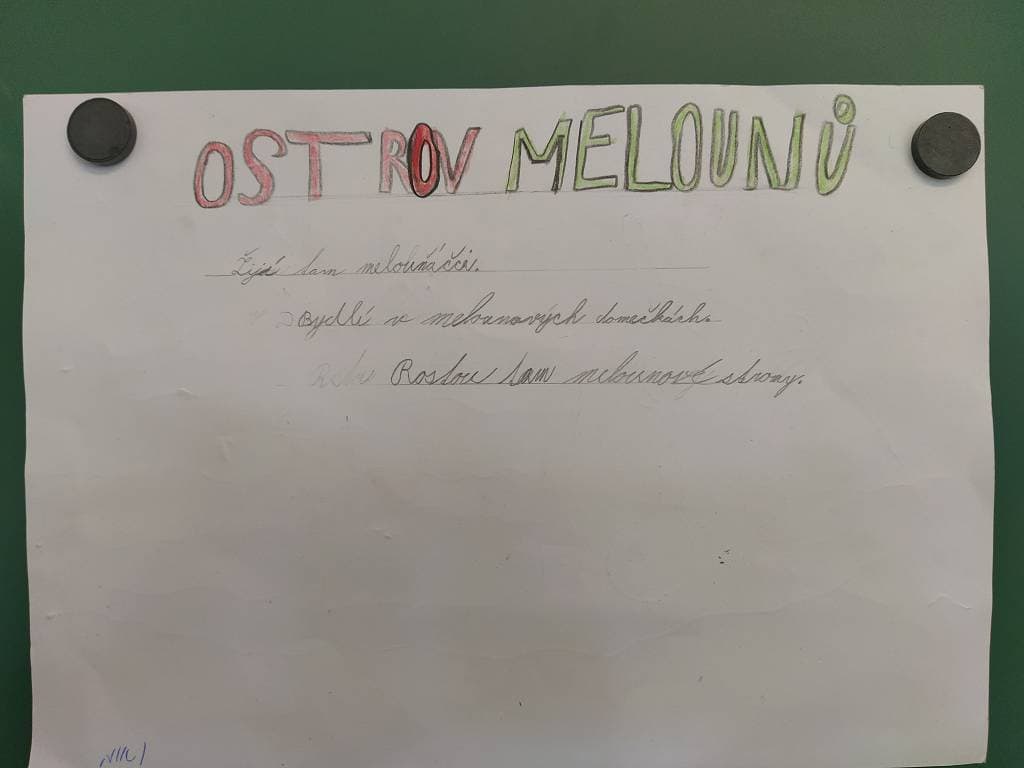 OSTROV MELOUNŮ
Žijí tam melouňáčci.
Bydlí v melounových domečkách.
Rostou tam melounové stromy.